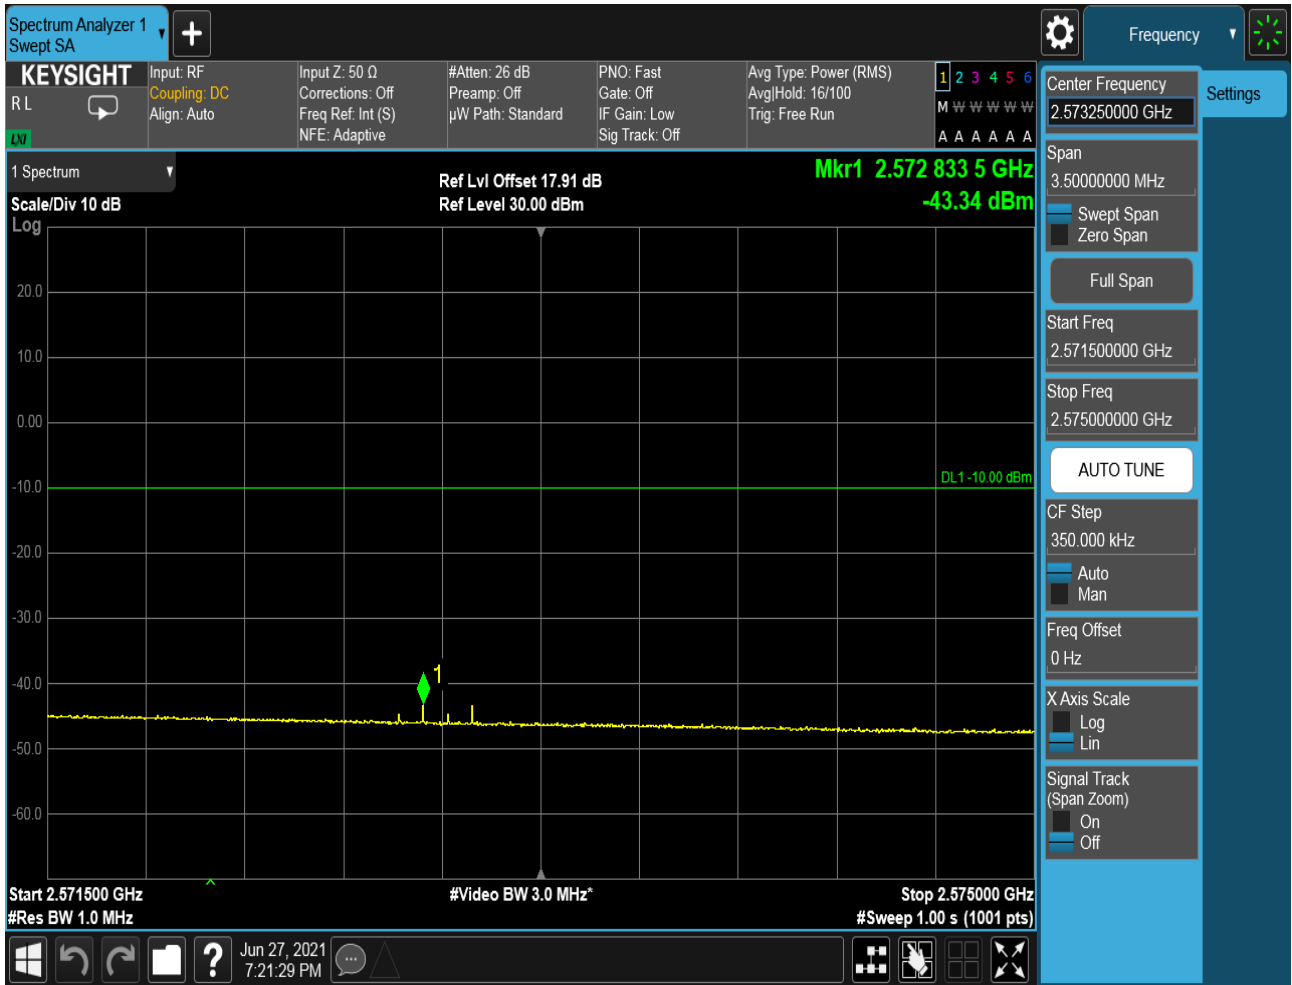 Spectrum Analyzer 1
Swept SA
+
Frequency
KEYSIGHT
R L
LXI
Input: RF
Coupling: DC
Align: Auto
Input Z: 50 Ω
Corrections: Off
Freq Ref: Int (S)
NFE: Adaptive
#Atten: 26 dB
Preamp: Off
µW Path: Standard
PNO: Fast
Gate: Off
IF Gain: Low
Sig Track: Off
Avg Type: Power (RMS)
Avg|Hold: 16/100
Trig: Free Run
1 2 3 4 5 6
M W W W W W
A A A A A A
1 Spectrum
Scale/Div 10 dB
Log
Ref Lvl Offset 17.91 dB
Ref Level 30.00 dBm
Mkr1 2.572 833 5 GHz
-43.34 dBm
20.0
10.0
0.00
-10.0
-20.0
-30.0
-40.0
-50.0
-60.0
DL1 -10.00 dBm
1
Start 2.571500 GHz
#Res BW 1.0 MHz
#Video BW 3.0 MHz*
Stop 2.575000 GHz
#Sweep 1.00 s (1001 pts)
Center Frequency
2.573250000 GHz
Settings
Span
3.50000000 MHz
Swept Span
Zero Span
Full Span
Start Freq
2.571500000 GHz
Stop Freq
2.575000000 GHz
AUTO TUNE
CF Step
350.000 kHz
Auto
Man
Freq Offset
0 Hz
X Axis Scale
Log
Lin
Signal Track
(Span Zoom)
On
Off
?
Jun 27, 2021
7:21:29 PM